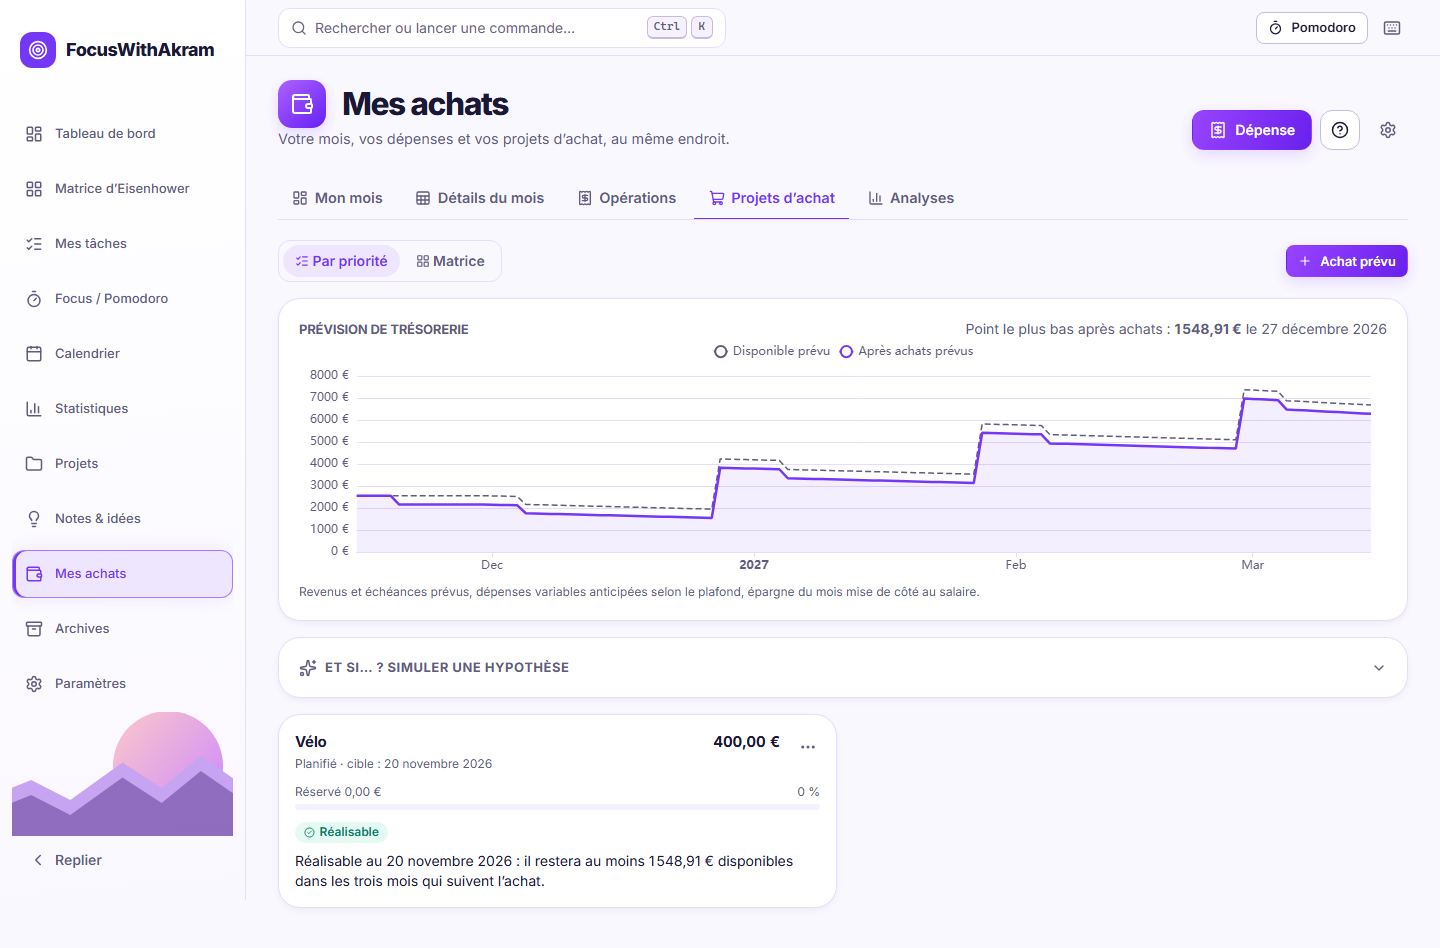 FocusWithAkram
Rechercher ou lancer une commande...
Ctrl K
Pomodoro
Tableau de bord
Matrice d’Eisenhower
Mes tâches
Focus / Pomodoro
Calendrier
Statistiques
Projets
Notes & idées
Mes achats
Archives
Paramètres
Replier
Mes achats
Votre mois, vos dépenses et vos projets d’achat, au même endroit.
Dépense
Mon mois
Détails du mois
Opérations
Projets d’achat
Analyses
Par priorité
Matrice
Achat prévu
PRÉVISION DE TRÉSORERIE
Point le plus bas après achats : 1 548,91 € le 27 décembre 2026
Disponible prévu
Après achats prévus
8000 €
7000 €
6000 €
5000 €
4000 €
3000 €
2000 €
1000 €
0 €
Dec
2027
Feb
Mar
Revenus et échéances prévus, dépenses variables anticipées selon le plafond, épargne du mois mise de côté au salaire.
ET SI... ? SIMULER UNE HYPOTHÈSE
Vélo
400,00 €
Planifié · cible : 20 novembre 2026
Réservé 0,00 €
0 %
Réalisable
Réalisable au 20 novembre 2026 : il restera au moins 1 548,91 € disponibles
dans les trois mois qui suivent l’achat.